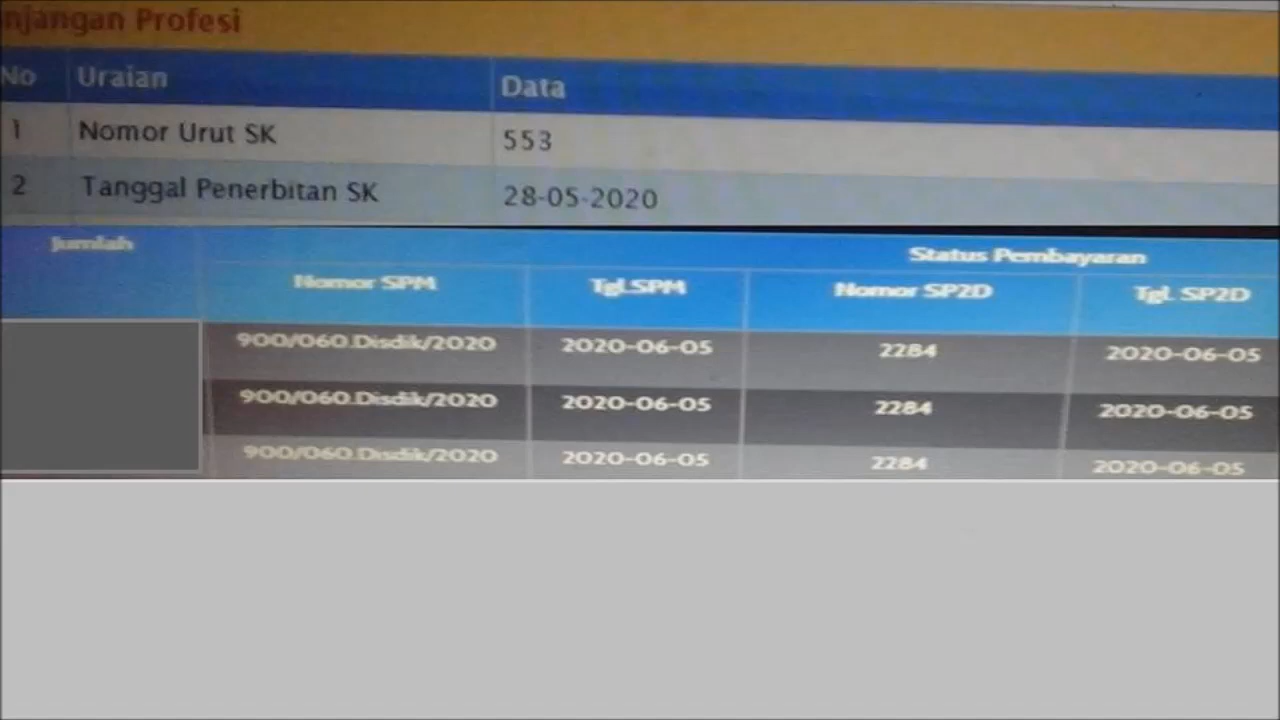 njangan Profesi
No Uraian Data
1 Nomor Urut SK 553
2 Tanggal Penerbitan SK 28-05-2020
Jumlah Status Pembayaran
Nomor SPM Tgl.SPM Nomor SP2D Tgl. SP2D
900/060.Disdik/2020 2020-06-05 2284 2020-06-05
900/060.Disdik/2020 2020-06-05 2284 2020-06-05
900/060.Disdik/2020 2020-06-05 2284 2020-06-05